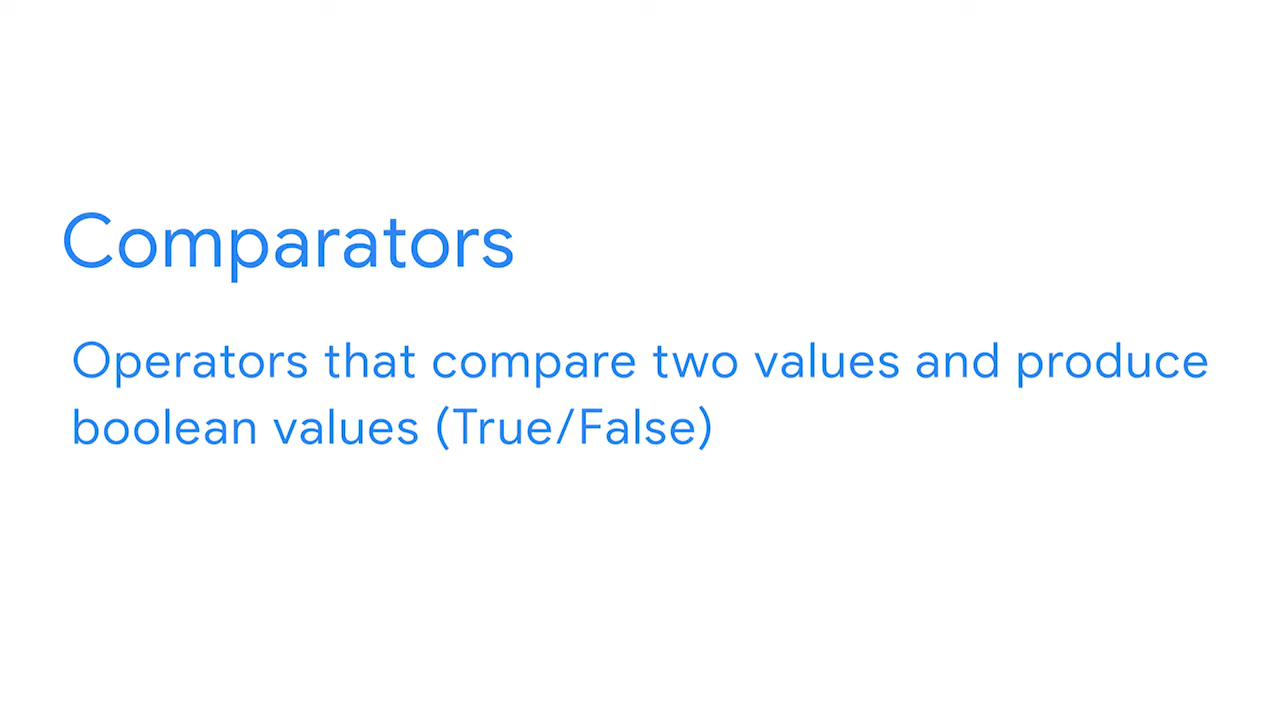 Comparators
Operators that compare two values and produce
boolean values (True/False)